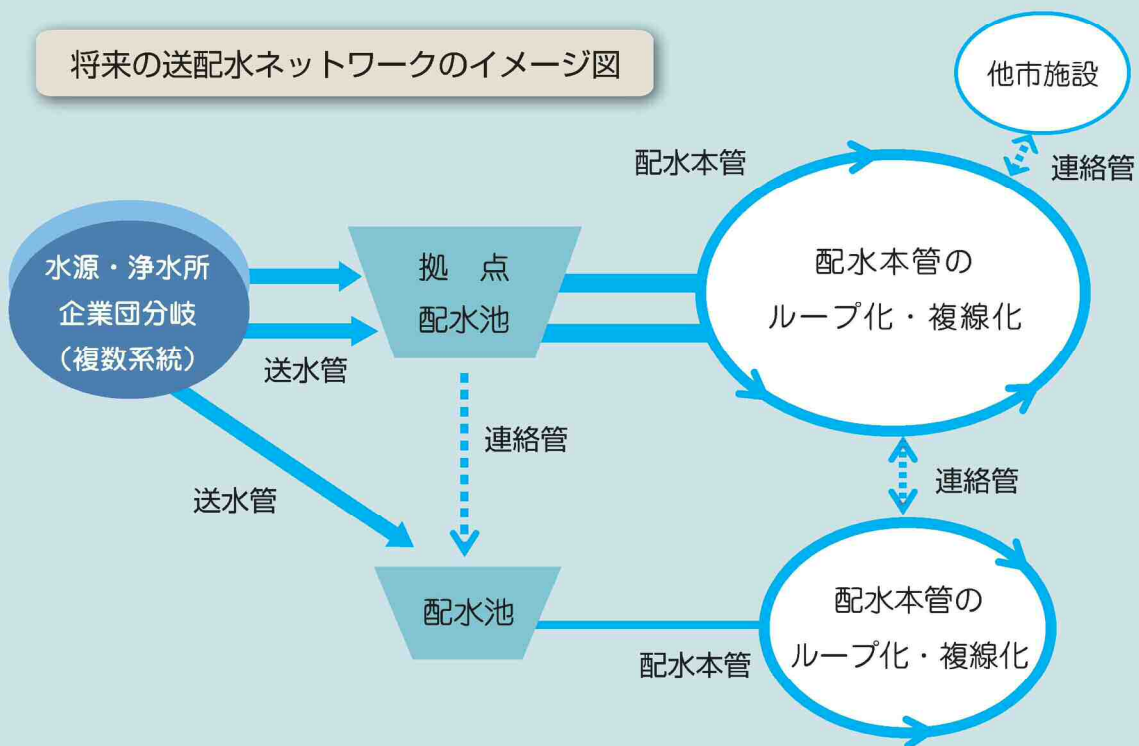 将来の送配水ネットワークのイメージ図
他市施設
配水本管
連絡管
水源・浄水所
企業団分岐
（複数系統）
拠　点
配水池
配水本管の
ループ化・複線化
送水管
連絡管
送水管
連絡管
配水池
配水本管
配水本管の
ループ化・複線化